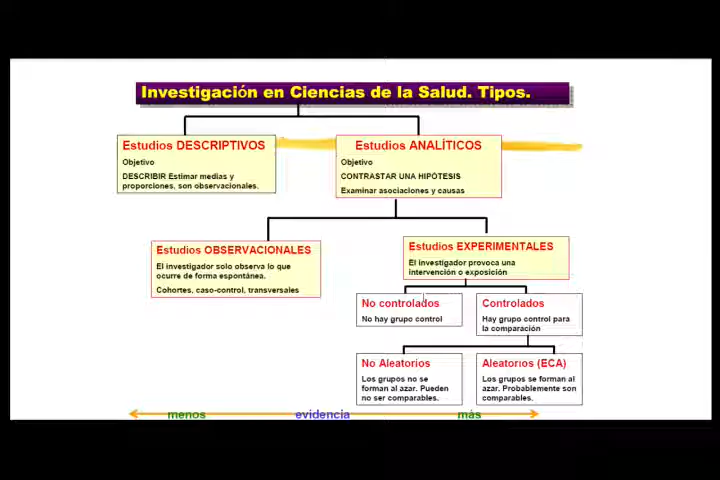 Investigación en Ciencias de la Salud. Tipos.
Estudios DESCRIPTIVOS
Objetivo
DESCRIBIR Estimar medias y
proporciones, son observacionales.
Estudios ANALÍTICOS
Objetivo
CONTRASTAR UNA HIPÓTESIS
Examinar asociaciones y causas
Estudios OBSERVACIONALES
El investigador solo observa lo que
ocurre de forma espontánea.
Cohortes, caso-control, transversales
Estudios EXPERIMENTALES
El investigador provoca una
intervención o exposición
No controlados
No hay grupo control
Controlados
Hay grupo control para
la comparación
No Aleatorios
Los grupos no se
forman al azar. Pueden
no ser comparables.
Aleatorios (ECA)
Los grupos se forman al
azar. Probablemente son
comparables.
menos evidencia más